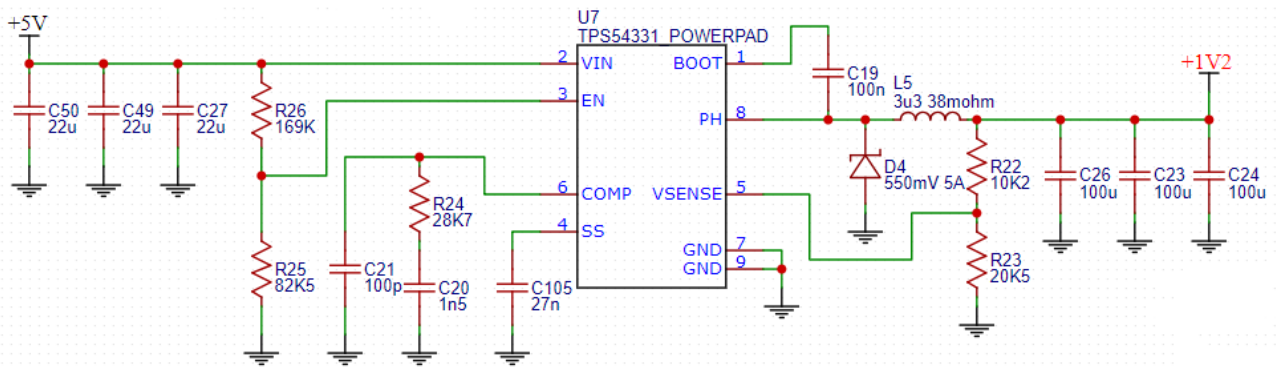 +5V
C50
22u
C49
22u
C27
22u
R26
169K
R25
82K5
C21
100p
R24
28K7
C20
1n5
C105
27n
U7
TPS54331_POWERPAD
2 VIN
3 EN
6 COMP
4 SS
BOOT 1
PH 8
VSENSE 5
GND 7
GND 9
C19
100n
L5
3u3 38mohm
D4
550mV 5A
R22
10K2
R23
20K5
C26
100u
C23
100u
C24
100u
+1V2